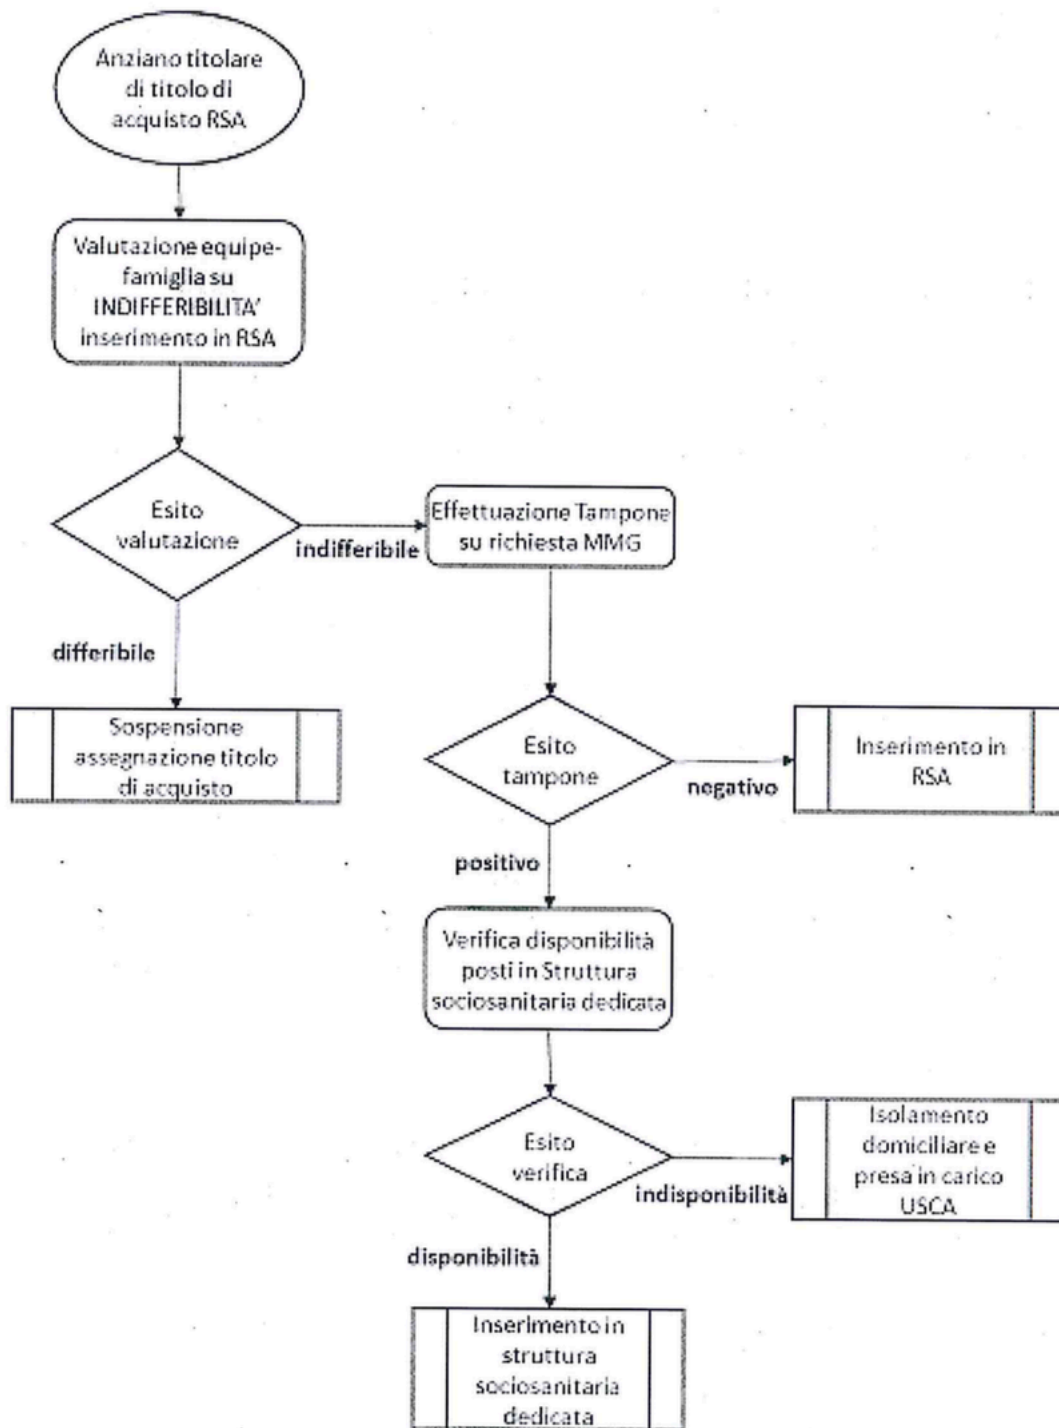 Anziano titolare
di titolo di
acquisto RSA
Valutazione equipe-
famiglia su
INDIFFERIBILITA'
inserimento in RSA
Esito
valutazione
indifferibile
Effettuazione Tampone
su richiesta MMG
differibile
Sospensione
assegnazione titolo
di acquisto
Esito
tampone
negativo
Inserimento in
RSA
positivo
Verifica disponibilità
posti in Struttura
sociosanitaria dedicata
Esito
verifica
indisponibilità
Isolamento
domiciliare e
presa in carico
USCA
disponibilità
Inserimento in
struttura
sociosanitaria
dedicata